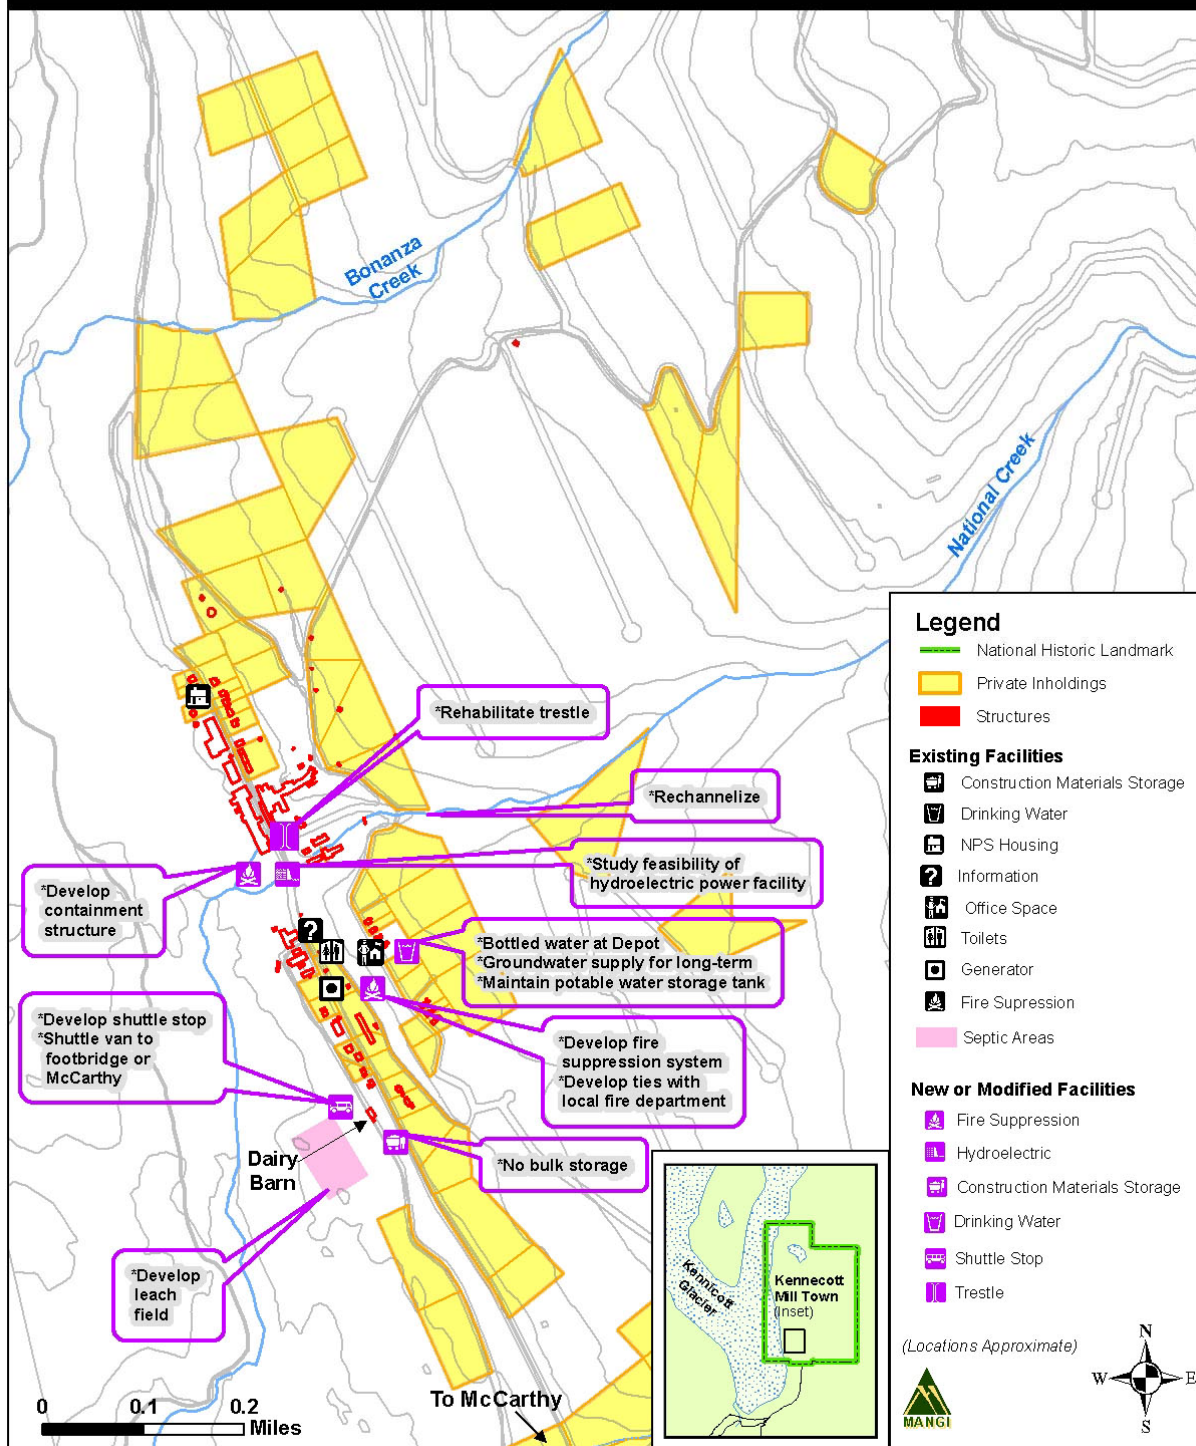 Bonanza
Creek
National Creek
*Rehabilitate trestle
*Rechannelize
*Study feasibility of
hydroelectric power facility
*Develop
containment
structure
*Bottled water at Depot
*Groundwater supply for long-term
*Maintain potable water storage tank
*Develop shuttle stop
*Shuttle van to
footbridge or
McCarthy
*Develop fire
suppression system
*Develop ties with
local fire department
*No bulk storage
Dairy
Barn
*Develop
leach
field
To McCarthy
0 0.1 0.2
Miles
Legend
National Historic Landmark
Private Inholdings
Structures
Existing Facilities
Construction Materials Storage
Drinking Water
NPS Housing
? Information
Office Space
Toilets
Generator
Fire Supression
Septic Areas
New or Modified Facilities
Fire Suppression
Hydroelectric
Construction Materials Storage
Drinking Water
Shuttle Stop
Trestle
Kennicott
Glacier
Kennecott
Mill Town
(Inset)
(Locations Approximate)
MANGI
N
W E
S